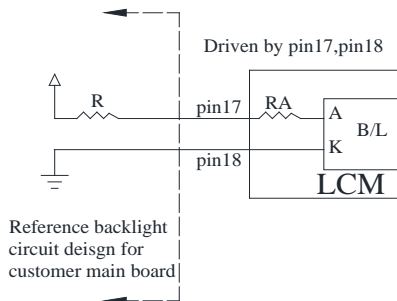 Driven by pin17,pin18
R
pin17
RA
A
B/L
K
pin18
LCM
Reference backlight
circuit deisgn for
customer main board